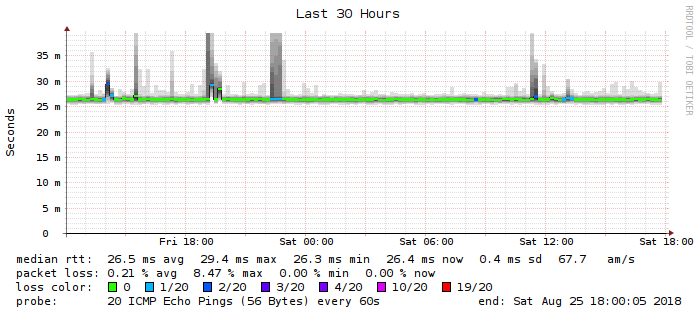 Last 30 Hours
RRDTOOL / TOBI OETIKER
Seconds
35 m
30 m
25 m
20 m
15 m
10 m
5 m
0
Fri 18:00 Sat 00:00 Sat 06:00 Sat 12:00 Sat 18:00
median rtt: 26.5 ms avg 29.4 ms max 26.3 ms min 26.4 ms now 0.4 ms sd 67.7 am/s
packet loss: 0.21 % avg 8.47 % max 0.00 % min 0.00 % now
loss color: 0 1/20 2/20 3/20 4/20 10/20 19/20
probe: 20 ICMP Echo Pings (56 Bytes) every 60s end: Sat Aug 25 18:00:05 2018